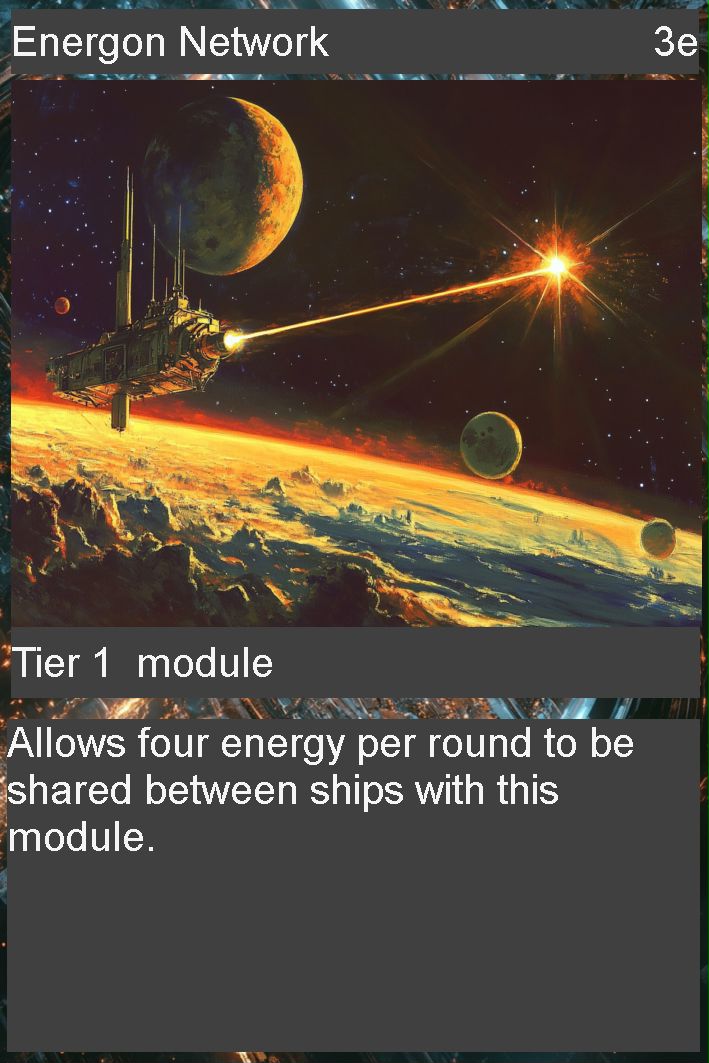 Energon Network 3e
Tier 1  module
Allows four energy per round to be
shared between ships with this
module.